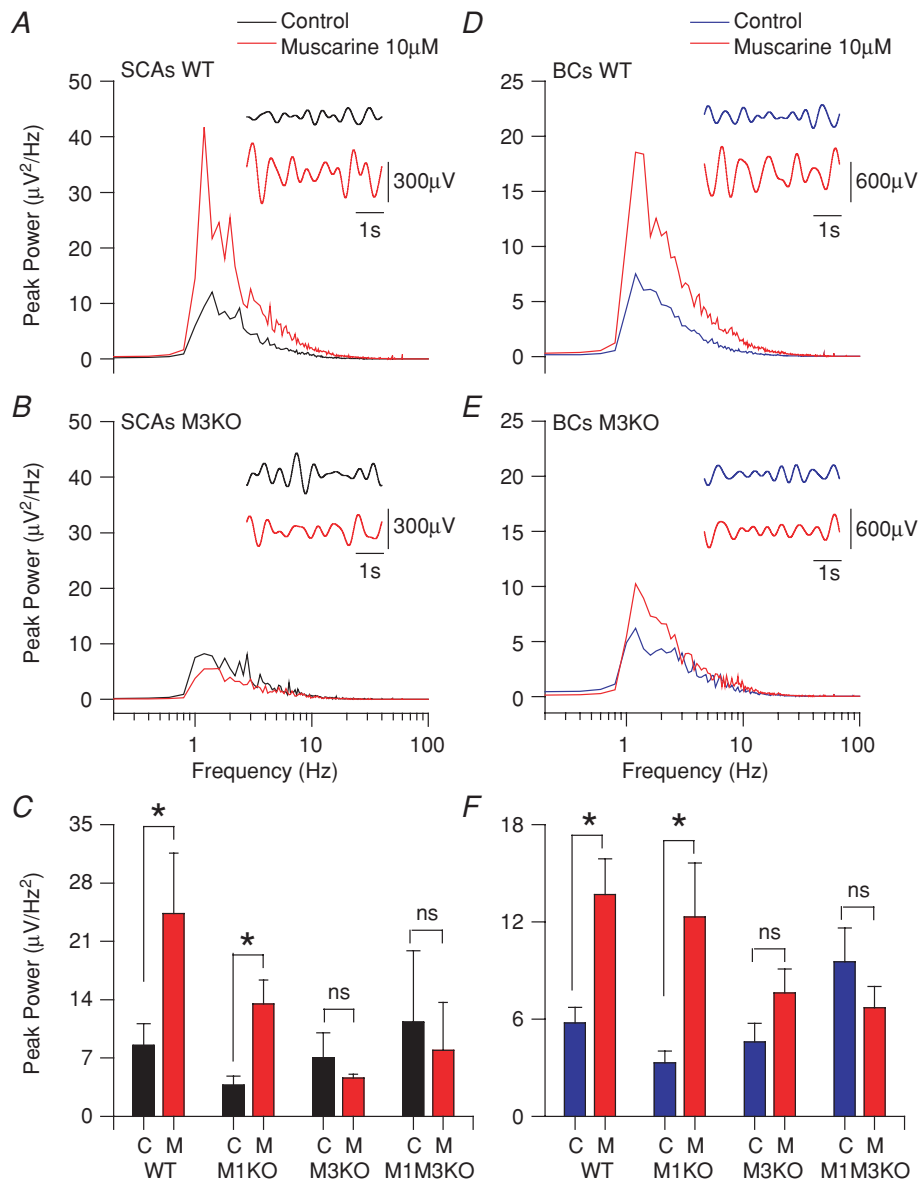 A
Control
Muscarine 10μM
SCAs WT
50
40
30
20
10
0
Peak Power (μV²/Hz)
300μV
1s
D
Control
Muscarine 10μM
BCs WT
25
20
15
10
5
0
600μV
1s
B
SCAs M3KO
50
40
30
20
10
0
Peak Power (μV²/Hz)
300μV
1s
1
10
100
Frequency (Hz)
E
BCs M3KO
25
20
15
10
5
0
600μV
1s
1
10
100
Frequency (Hz)
C
35
28
21
14
7
0
Peak Power (μV/Hz²)
*
*
ns
ns
C M C M C M C M
WT M1KO M3KO M1M3KO
F
18
12
6
0
*
*
ns
ns
C M C M C M C M
WT M1KO M3KO M1M3KO